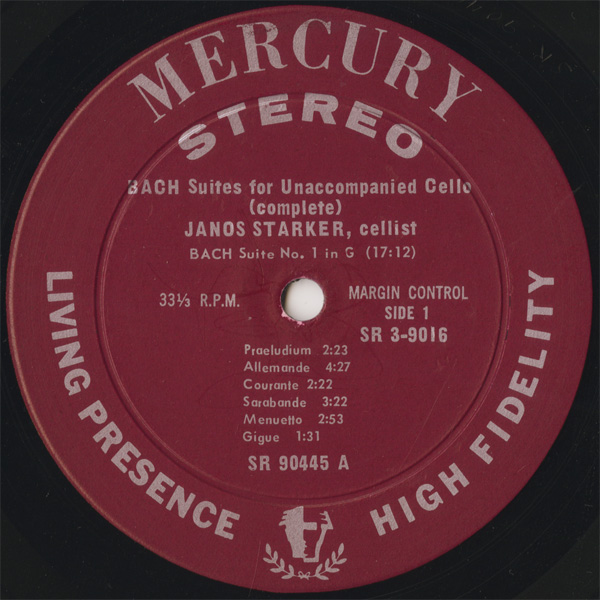 MERCURY
STEREO
BACH Suites for Unaccompanied Cello
(complete)
JANOS STARKER, cellist
BACH Suite No. 1 in G (17:12)
33⅓ R.P.M.
MARGIN CONTROL
SIDE 1
SR 3-9016
Praeludium 2:23
Allemande 4:27
Courante 2:22
Sarabande 3:22
Menuetto 2:53
Gigue 1:31
SR 90445 A
LIVING PRESENCE
HIGH FIDELITY